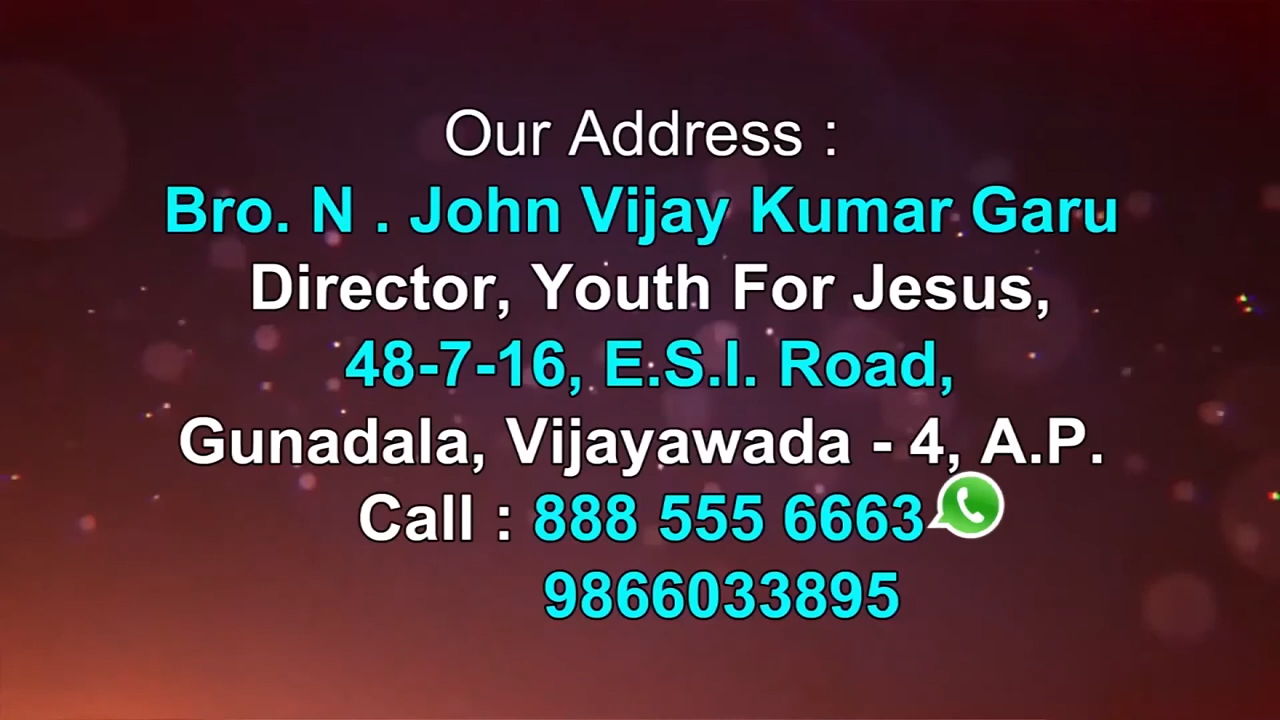 Our Address :
Bro. N . John Vijay Kumar Garu
Director, Youth For Jesus,
48-7-16, E.S.I. Road,
Gunadala, Vijayawada - 4, A.P.
Call : 888 555 6663
9866033895